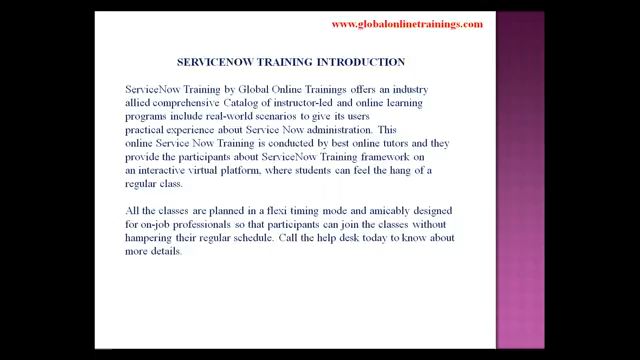 www.globalonlinetrainings.com
SERVICENOW TRAINING INTRODUCTION
ServiceNow Training by Global Online Trainings offers an industry
allied comprehensive Catalog of instructor-led and online learning
programs include real-world scenarios to give its users
practical experience about Service Now administration. This
online Service Now Training is conducted by best online tutors and they
provide the participants about ServiceNow Training framework on
an interactive virtual platform, where students can feel the hang of a
regular class.
All the classes are planned in a flexi timing mode and amicably designed
for on-job professionals so that participants can join the classes without
hampering their regular schedule. Call the help desk today to know about
more details.